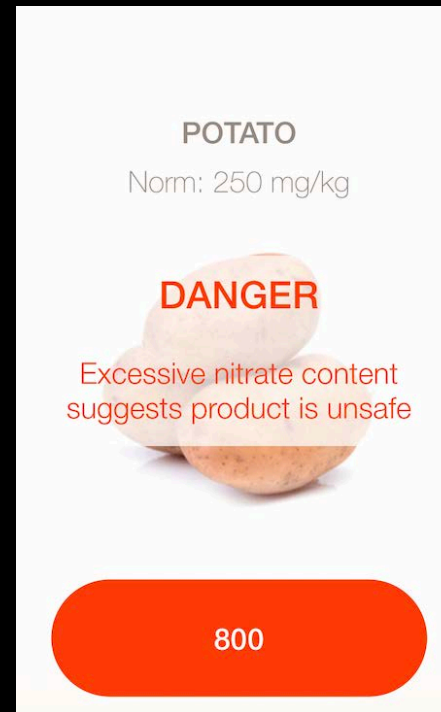 POTATO
Norm: 250 mg/kg
DANGER
Excessive nitrate content
suggests product is unsafe
800